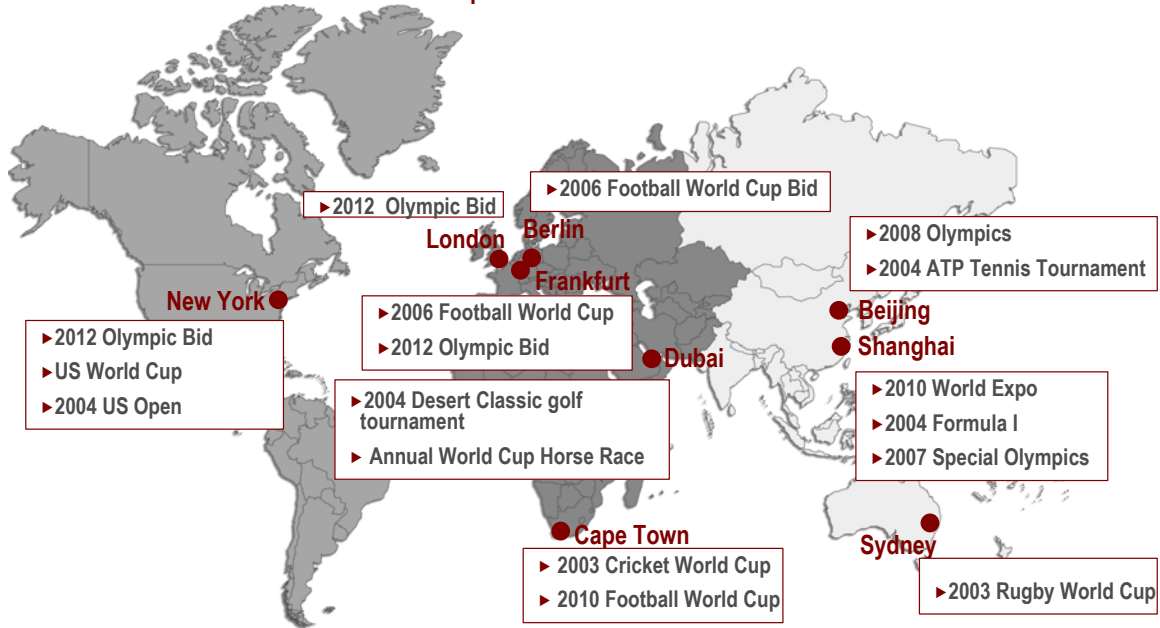 ▸2012 Olympic Bid
▸2006 Football World Cup Bid
London
Berlin
Frankfurt
▸2008 Olympics
▸2004 ATP Tennis Tournament
New York
▸2012 Olympic Bid
▸US World Cup
▸2004 US Open
▸2006 Football World Cup
▸2012 Olympic Bid
Dubai
Beijing
Shanghai
▸2004 Desert Classic golf
tournament
▸ Annual World Cup Horse Race
▸2010 World Expo
▸2004 Formula I
▸2007 Special Olympics
Cape Town
▸ 2003 Cricket World Cup
▸ 2010 Football World Cup
Sydney
▸2003 Rugby World Cup